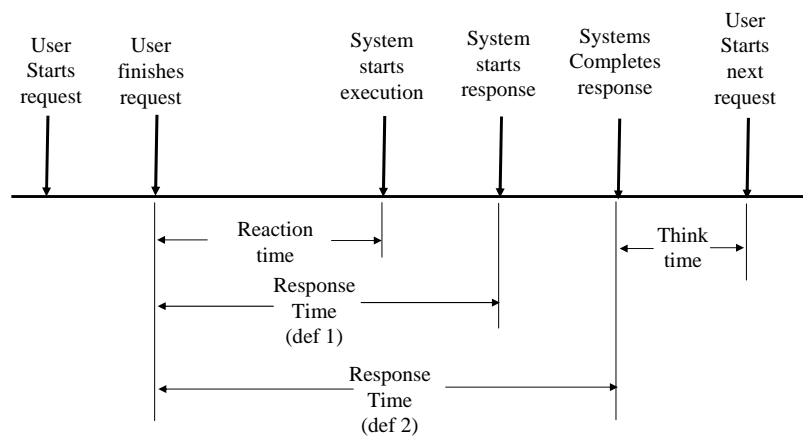 User
Starts
request
User
finishes
request
System
starts
execution
System
starts
response
Systems
Completes
response
User
Starts
next
request
Reaction
time
Think
time
Response
Time
(def 1)
Response
Time
(def 2)